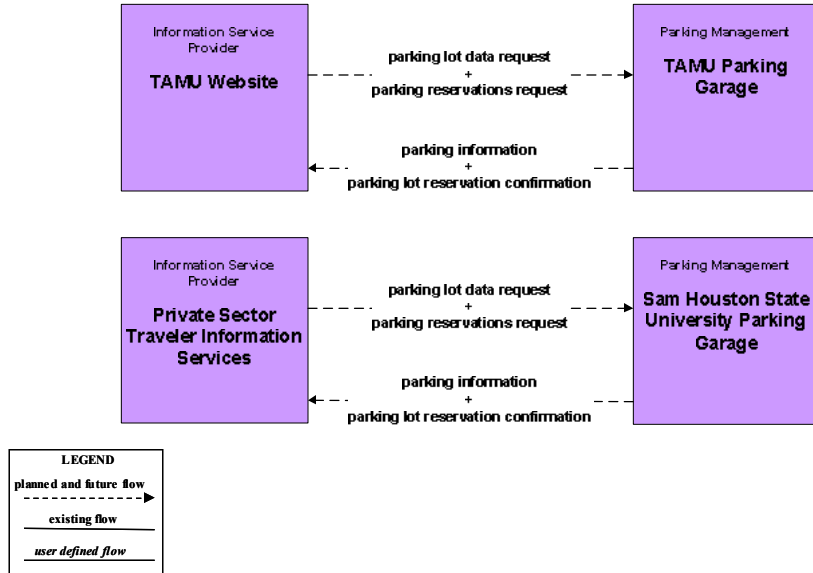 Information Service
Provider
TAMU Website
parking lot data request
+
parking reservations request
parking information
+
parking lot reservation confirmation
Parking Management
TAMU Parking
Garage
Information Service
Provider
Private Sector
Traveler Information
Services
parking lot data request
+
parking reservations request
parking information
+
parking lot reservation confirmation
Parking Management
Sam Houston State
University Parking
Garage
LEGEND
planned and future flow
existing flow
user defined flow